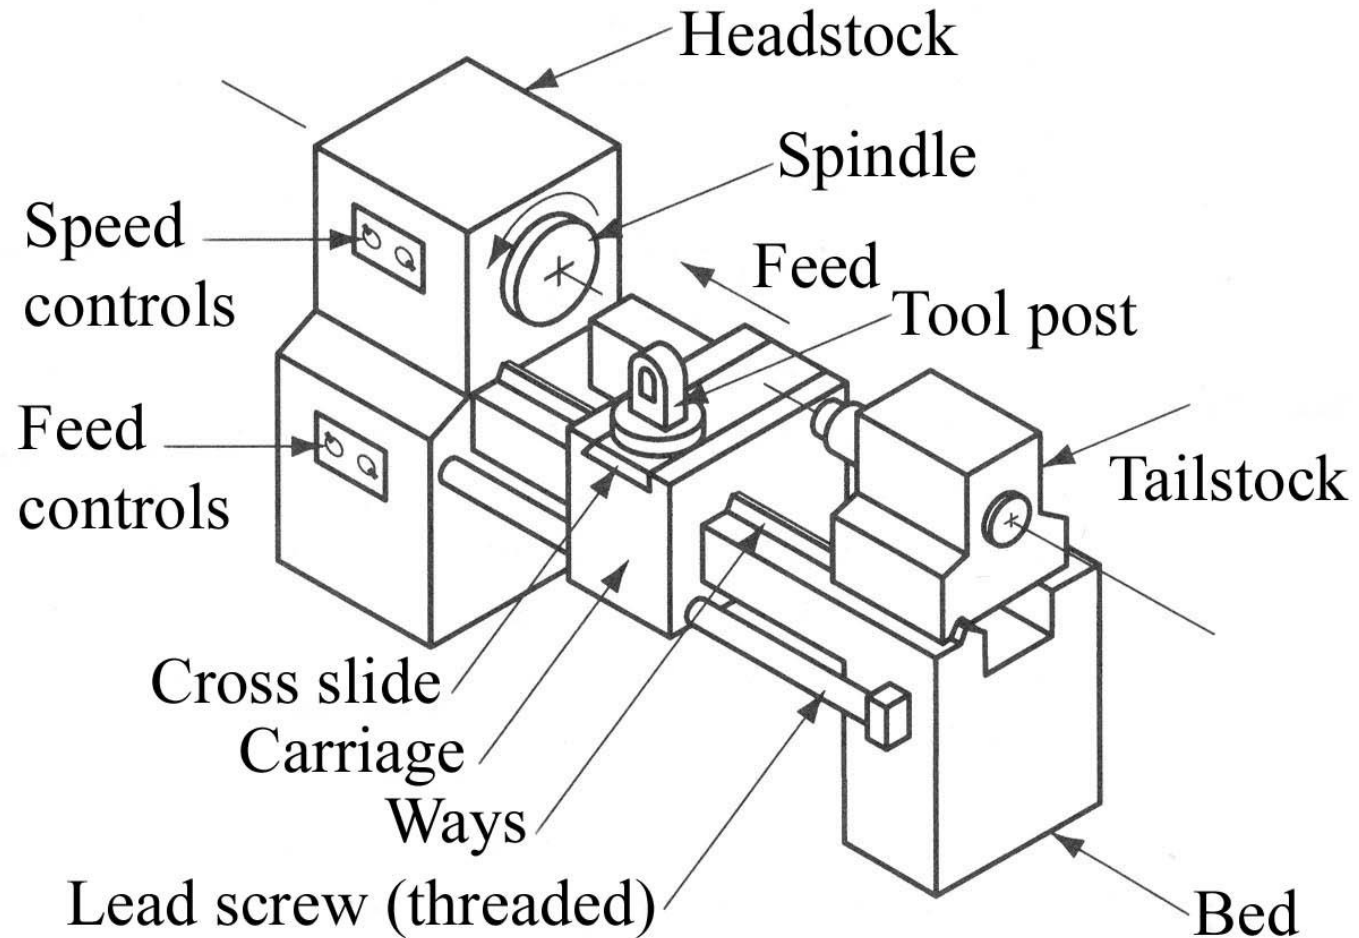 Headstock
Spindle
Speed
controls
Feed
Tool post
Feed
controls
Tailstock
Cross slide
Carriage
Ways
Lead screw (threaded)
Bed